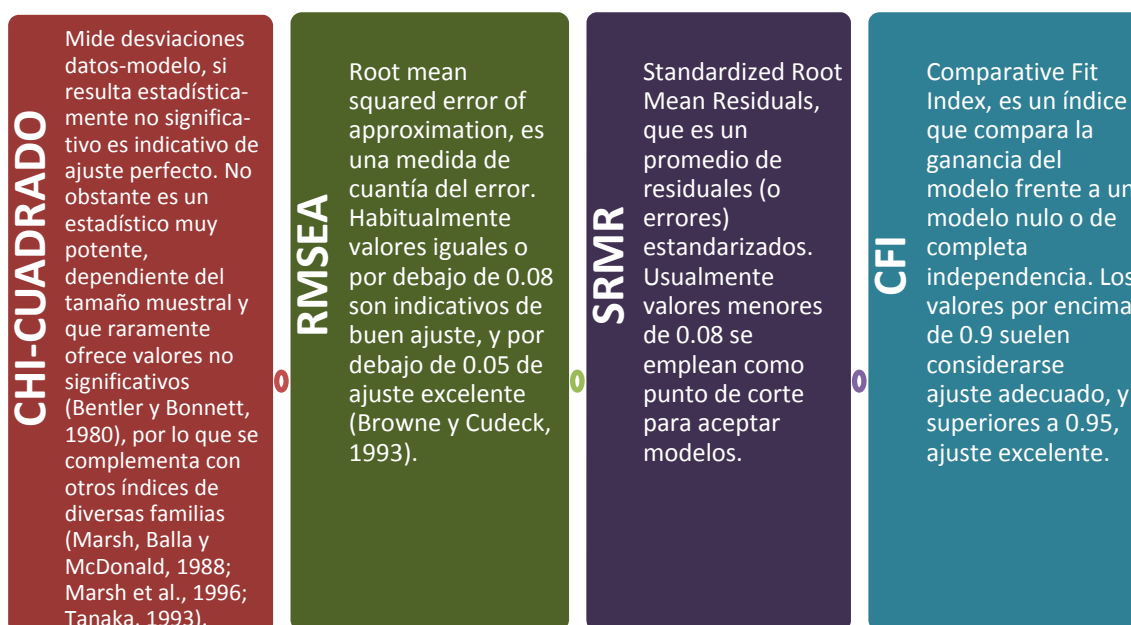 CHI-CUADRADO
Mide desviaciones
datos-modelo, si
resulta estadística-
mente no significa-
tivo es indicativo de
ajuste perfecto. No
obstante es un
estadístico muy
potente,
dependiente del
tamaño muestral y
que raramente
ofrece valores no
significativos
(Bentler y Bonnett,
1980), por lo que se
complementa con
otros índices de
diversas familias
(Marsh, Balla y
McDonald, 1988;
Marsh et al., 1996;
Tanaka, 1993).
RMSEA
Root mean
squared error of
approximation, es
una medida de
cuantía del error.
Habitualmente
valores iguales o
por debajo de 0.08
son indicativos de
buen ajuste, y por
debajo de 0.05 de
ajuste excelente
(Browne y Cudeck,
1993).
SRMR
Standardized Root
Mean Residuals,
que es un
promedio de
residuales (o
errores)
estandarizados.
Usualmente
valores menores
de 0.08 se
emplean como
punto de corte
para aceptar
modelos.
CFI
Comparative Fit
Index, es un índice
que compara la
ganancia del
modelo frente a un
modelo nulo o de
completa
independencia. Los
valores por encima
de 0.9 suelen
considerarse
ajuste adecuado, y
superiores a 0.95,
ajuste excelente.